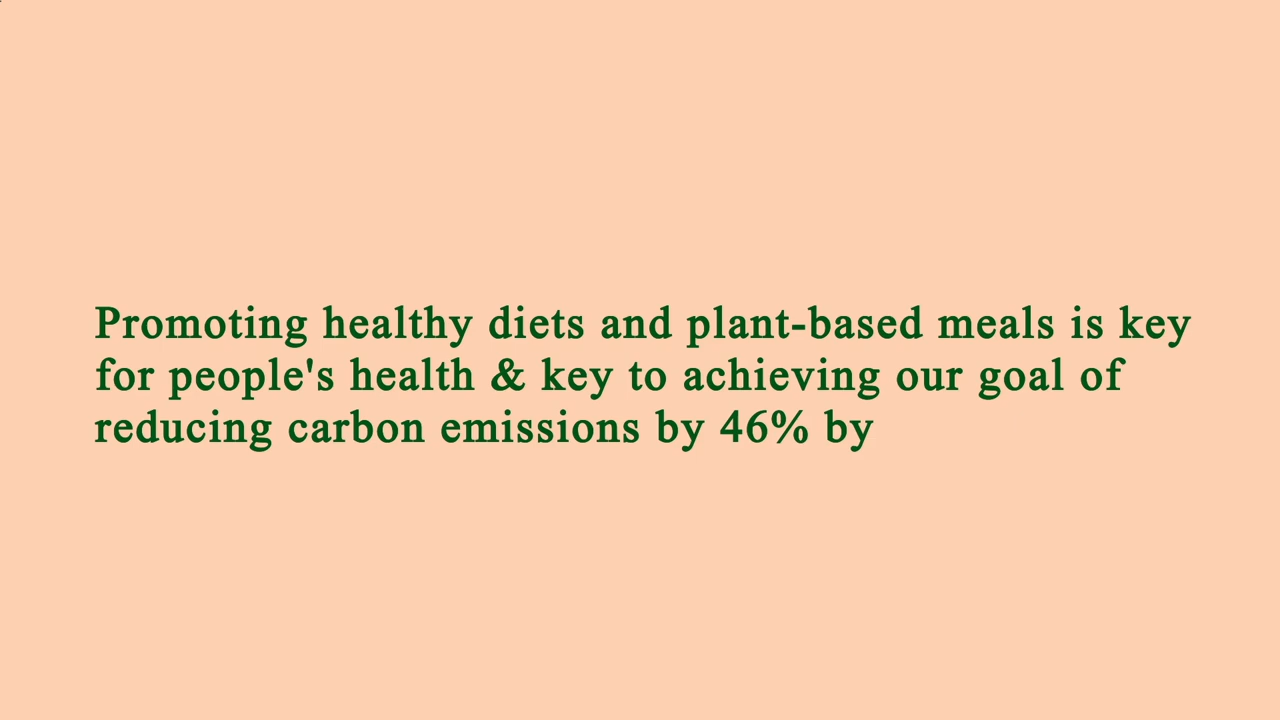 Promoting healthy diets and plant-based meals is key
for people's health & key to achieving our goal of
reducing carbon emissions by 46% by